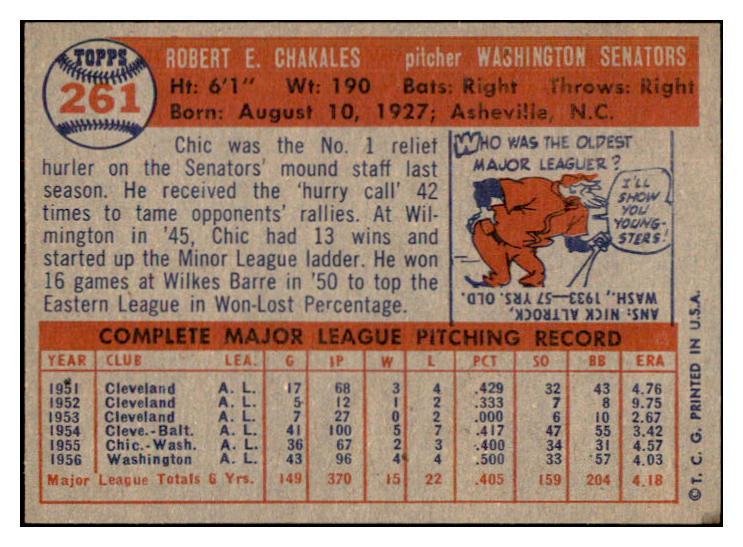 TOPPS
261
ROBERT E. CHAKALES pitcher WASHINGTON SENATORS
Ht: 6'1" Wt: 190 Bats: Right Throws: Right
Born: August 10, 1927; Asheville, N.C.
Chic was the No. 1 relief
hurler on the Senators' mound staff last
season. He received the 'hurry call' 42
times to tame opponents' rallies. At Wil-
mington in '45, Chic had 13 wins and
started up the Minor League ladder. He won
16 games at Wilkes Barre in '50 to top the
Eastern League in Won-Lost Percentage.
WHO WAS THE OLDEST
MAJOR LEAGUER?
I'LL
SHOW
YOU
YOUNG-
STERS!
ANS: NICK ALTROCK,
WASH., 1933—57 YRS. OLD.
COMPLETE MAJOR LEAGUE PITCHING RECORD
YEAR CLUB LEA. G IP W L PCT SO BB ERA
1951 Cleveland A. L. 17 68 3 4 .429 32 43 4.76
1952 Cleveland A. L. 5 12 1 2 .333 7 8 9.75
1953 Cleveland A. L. 7 27 0 2 .000 6 10 2.67
1954 Cleve.-Balt. A. L. 41 100 5 7 .417 47 55 3.42
1955 Chic.-Wash. A. L. 36 67 2 3 .400 34 31 4.57
1956 Washington A. L. 43 96 4 4 .500 33 57 4.03
Major League Totals 6 Yrs. 149 370 15 22 .405 159 204 4.18
©T. C. G. PRINTED IN U.S.A.